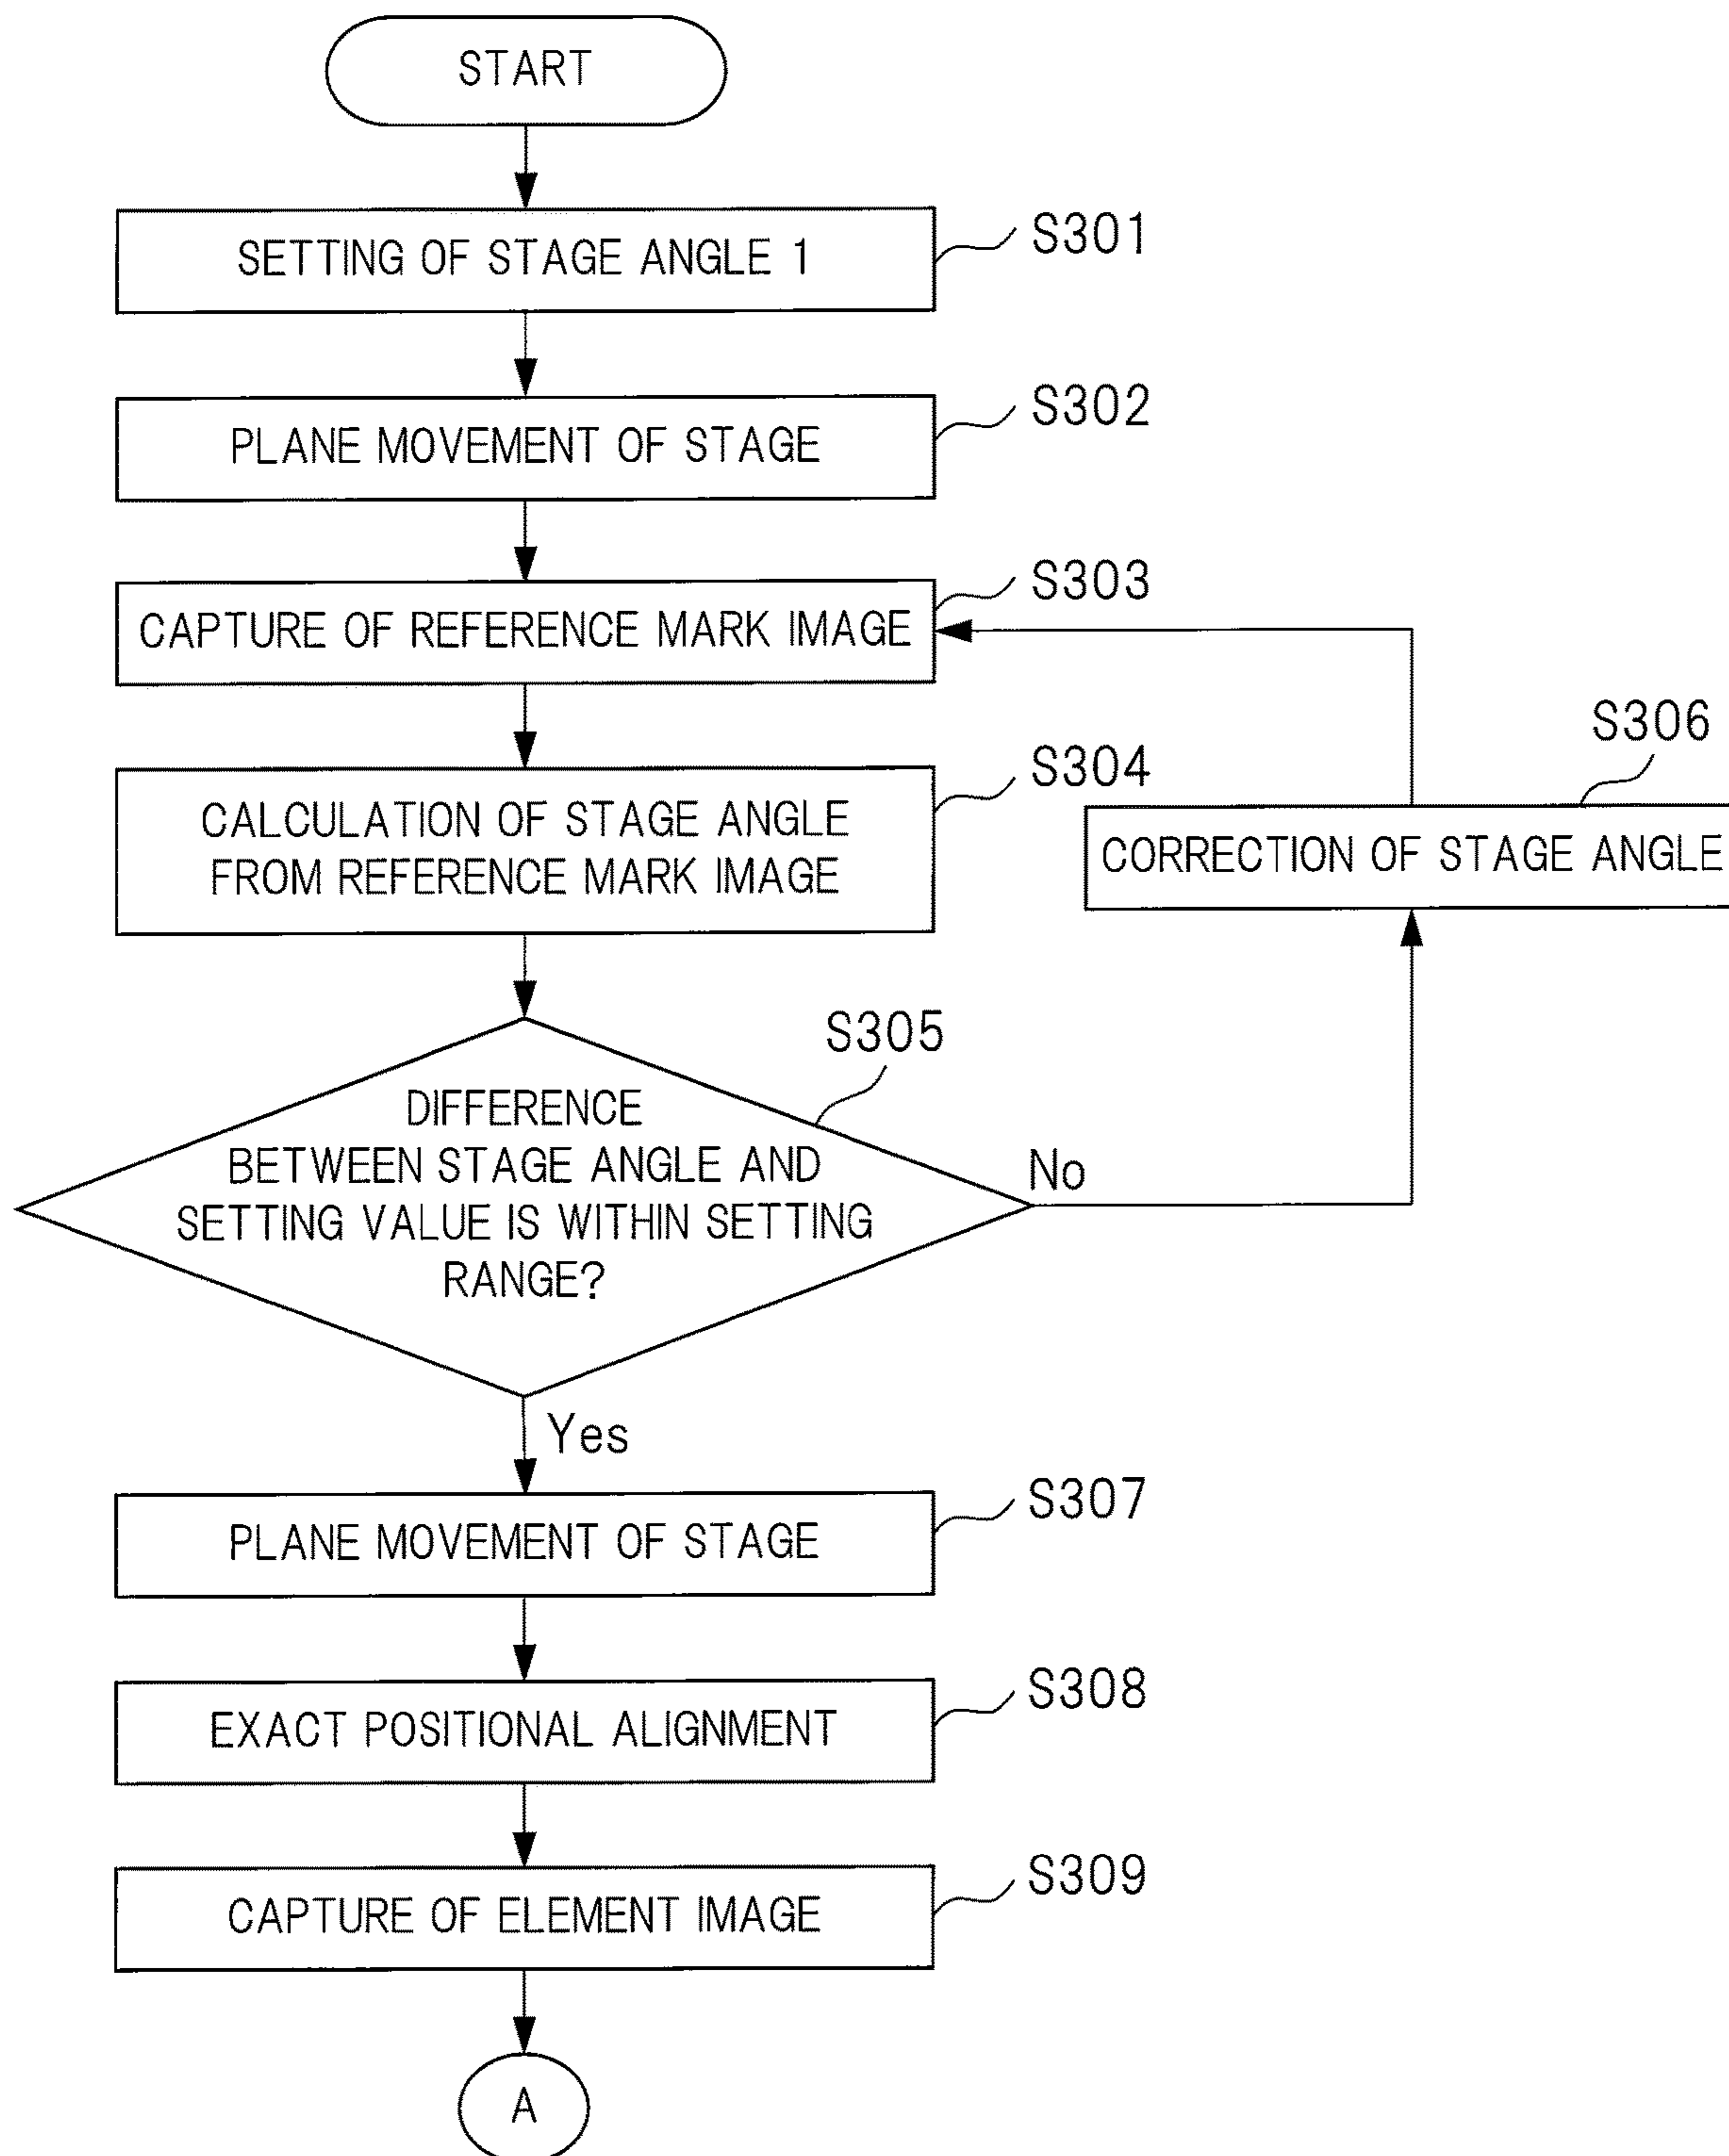 START
SETTING OF STAGE ANGLE 1
S301
PLANE MOVEMENT OF STAGE
S302
CAPTURE OF REFERENCE MARK IMAGE
S303
CALCULATION OF STAGE ANGLE
FROM REFERENCE MARK IMAGE
S304
S306
CORRECTION OF STAGE ANGLE
S305
DIFFERENCE
BETWEEN STAGE ANGLE AND
SETTING VALUE IS WITHIN SETTING
RANGE?
No
Yes
PLANE MOVEMENT OF STAGE
S307
EXACT POSITIONAL ALIGNMENT
S308
CAPTURE OF ELEMENT IMAGE
S309
A